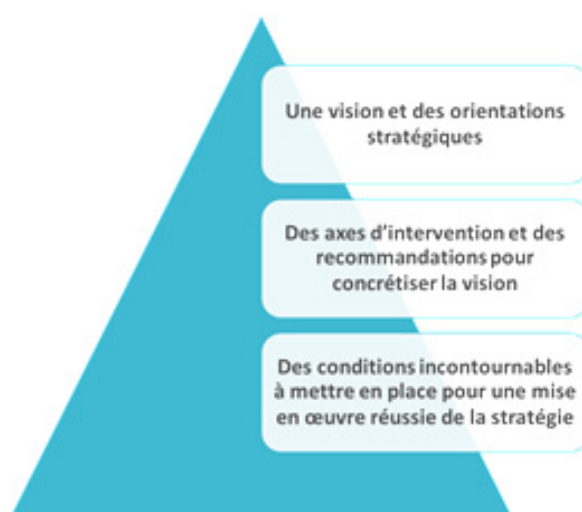 Une vision et des orientations
stratégiques
Des axes d'intervention et des
recommandations pour
concrétiser la vision
Des conditions incontournables
à mettre en place pour une mise
en œuvre réussie de la stratégie